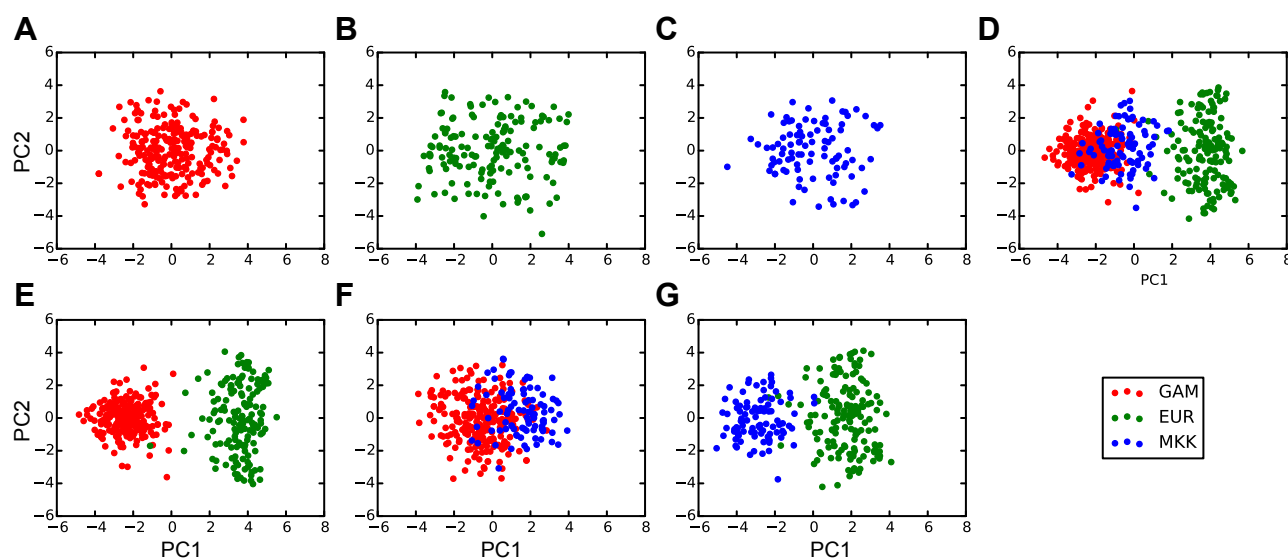 A B C D
6 6 6 6
4 4 4 4
2 2 2 2
PC2 0 0 0 0
−2 −2 −2 −2
−4 −4 −4 −4
−6 −6 −6 −6
−6 −4 −2 0 2 4 6 8 −6 −4 −2 0 2 4 6 8 −6 −4 −2 0 2 4 6 8 −6 −4 −2 0 2 4 6 8
PC1
E F G
6 6 6
4 4 4
2 2 2
PC2 0 0 0
−2 −2 −2
−4 −4 −4
−6 −6 −6
−6 −4 −2 0 2 4 6 8 −6 −4 −2 0 2 4 6 8 −6 −4 −2 0 2 4 6 8
PC1 PC1 PC1
GAM
EUR
MKK